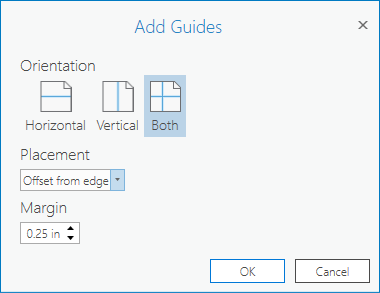 Add Guides
Orientation
Horizontal Vertical Both
Placement
Offset from edge
Margin
0.25 in
OK Cancel